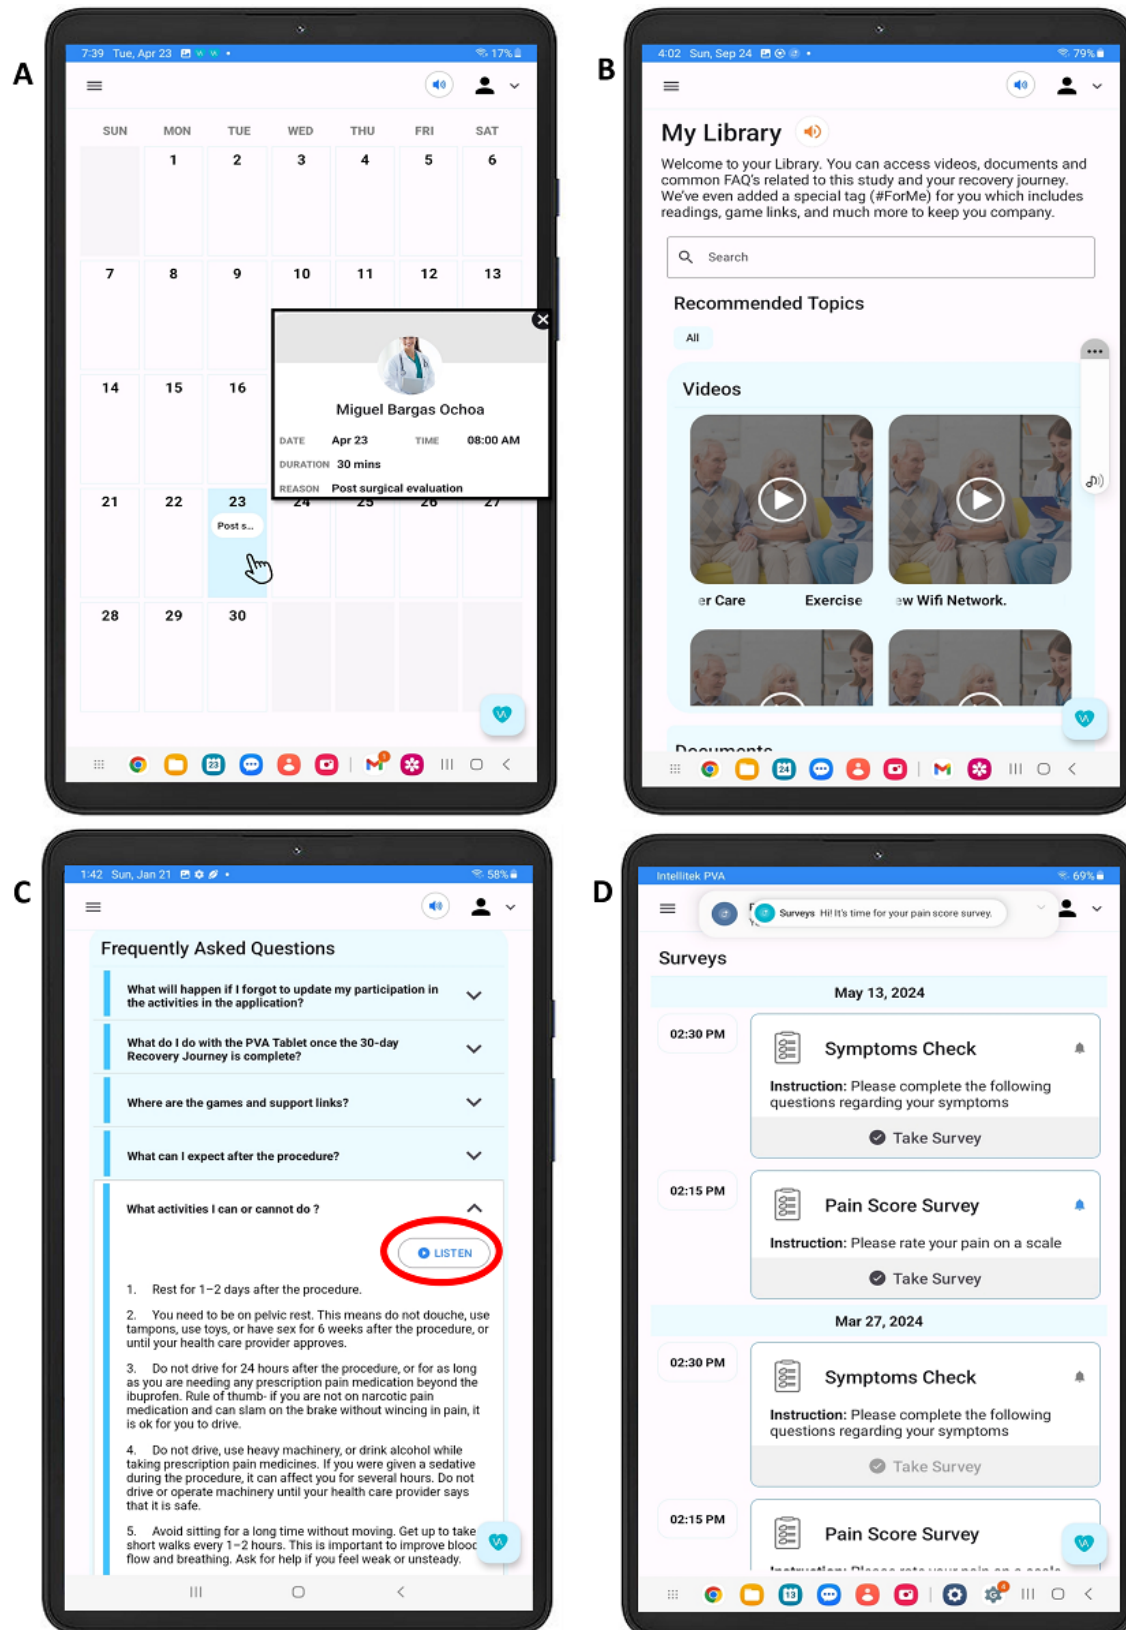 A
7:39 Tue, Apr 23
17%
SUN MON TUE WED THU FRI SAT
1 2 3 4 5 6
7 8 9 10 11 12 13
14 15 16
Miguel Bargas Ochoa
DATE Apr 23 TIME 08:00 AM
DURATION 30 mins
REASON Post surgical evaluation
21 22 23 24 25 26 27
Post s...
28 29 30
23
B
4:02 Sun, Sep 24
79%
My Library
Welcome to your Library. You can access videos, documents and
common FAQ's related to this study and your recovery journey.
We've even added a special tag (#ForMe) for you which includes
readings, game links, and much more to keep you company.
Search
Recommended Topics
All
Videos
er Care Exercise
ew Wifi Network.
Documents
24
C
1:42 Sun, Jan 21
58%
Frequently Asked Questions
What will happen if I forgot to update my participation in
the activities in the application?
What do I do with the PVA Tablet once the 30-day
Recovery Journey is complete?
Where are the games and support links?
What can I expect after the procedure?
What activities I can or cannot do ?
LISTEN
1. Rest for 1–2 days after the procedure.
2. You need to be on pelvic rest. This means do not douche, use
tampons, use toys, or have sex for 6 weeks after the procedure, or
until your health care provider approves.
3. Do not drive for 24 hours after the procedure, or for as long
as you are needing any prescription pain medication beyond the
ibuprofen. Rule of thumb- if you are not on narcotic pain
medication and can slam on the brake without wincing in pain, it
is ok for you to drive.
4. Do not drive, use heavy machinery, or drink alcohol while
taking prescription pain medicines. If you were given a sedative
during the procedure, it can affect you for several hours. Do not
drive or operate machinery until your health care provider says
that it is safe.
5. Avoid sitting for a long time without moving. Get up to take
short walks every 1–2 hours. This is important to improve blood
flow and breathing. Ask for help if you feel weak or unsteady.
D
Intellitek PVA
69%
Surveys Hi! It's time for your pain score survey.
Surveys
May 13, 2024
02:30 PM
Symptoms Check
Instruction: Please complete the following
questions regarding your symptoms
Take Survey
02:15 PM
Pain Score Survey
Instruction: Please rate your pain on a scale
Take Survey
Mar 27, 2024
02:30 PM
Symptoms Check
Instruction: Please complete the following
questions regarding your symptoms
Take Survey
02:15 PM
Pain Score Survey
Instruction: Please rate your pain on a scale
13